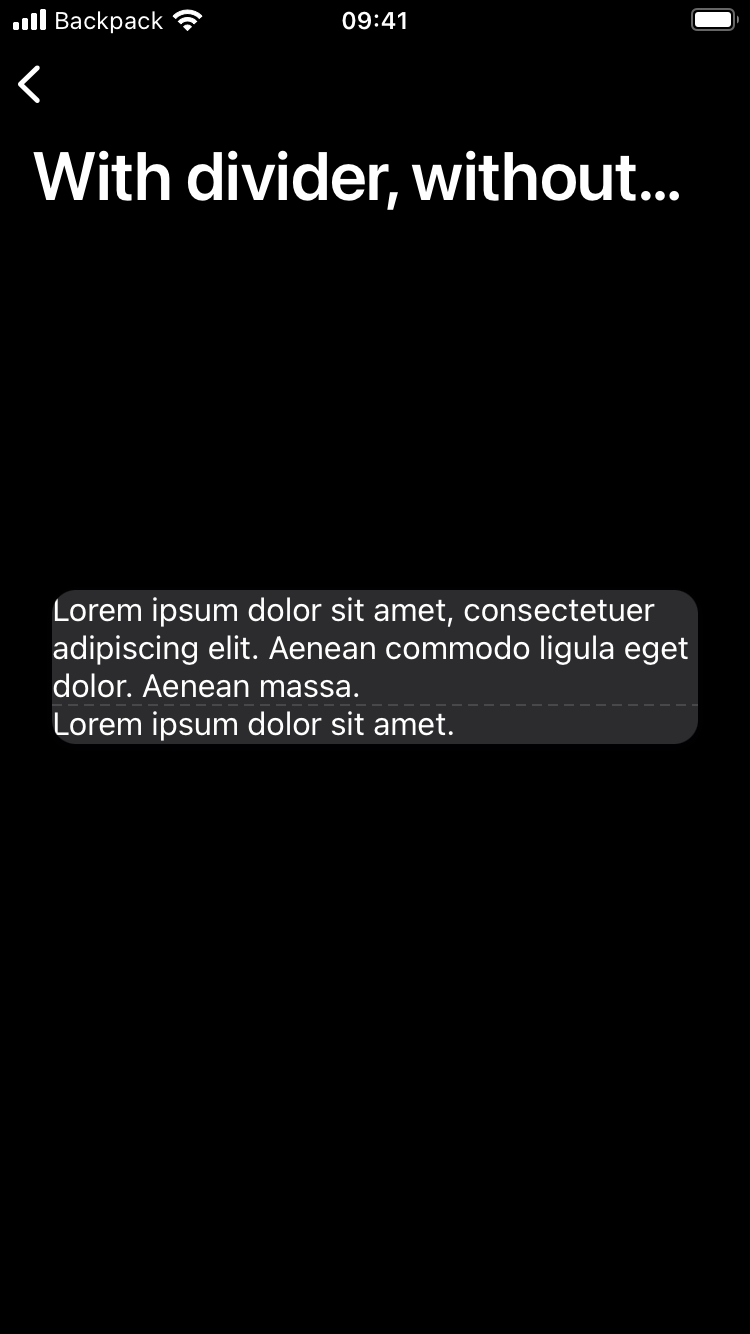 Backpack 09:41
With divider, without...
Lorem ipsum dolor sit amet, consectetuer
adipiscing elit. Aenean commodo ligula eget
dolor. Aenean massa.
Lorem ipsum dolor sit amet.